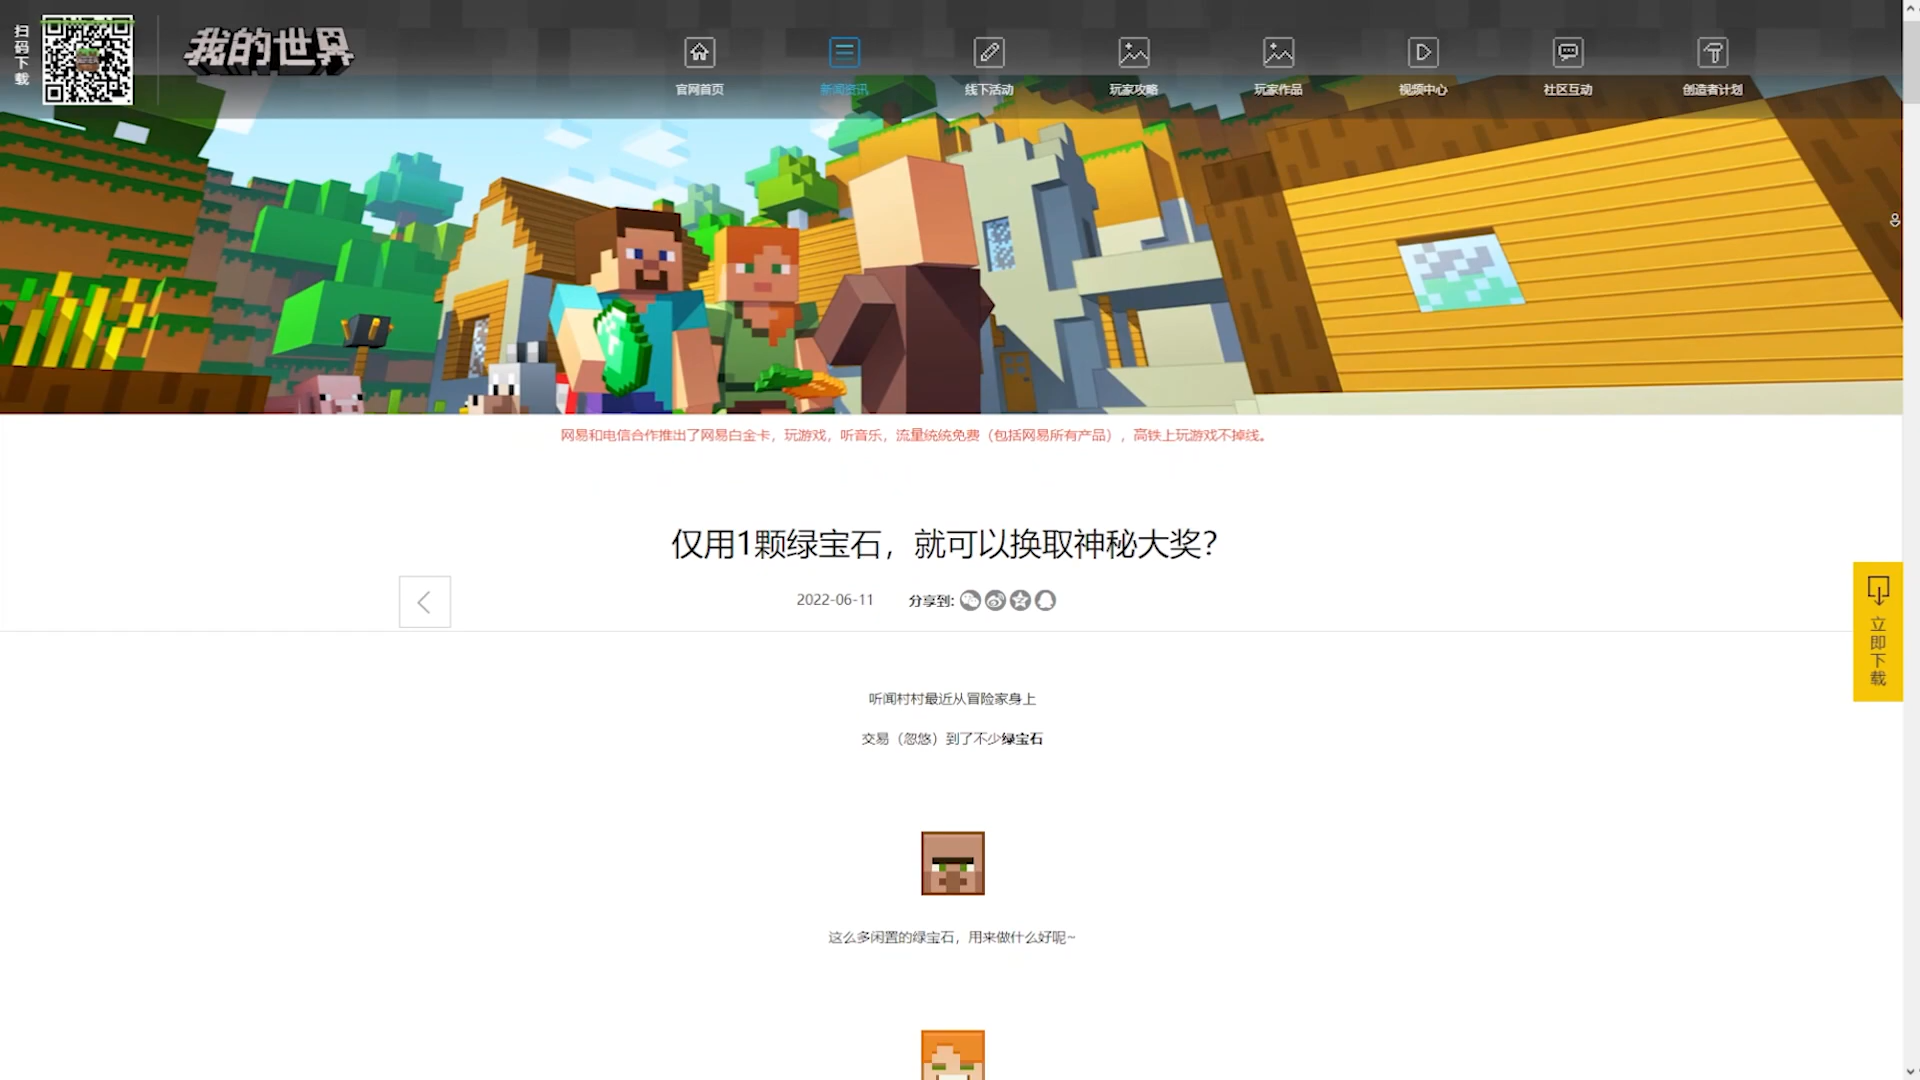 扫码下载
我的世界
官网首页
新闻资讯
线下活动
玩家攻略
玩家作品
视频中心
社区互动
创造者计划
网易和电信合作推出了网易白金卡，玩游戏，听音乐，流量统统免费（包括网易所有产品），高铁上玩游戏不掉线。
仅用1颗绿宝石，就可以换取神秘大奖？
2022-06-11 分享到:
立即下载
听闻村村最近从冒险家身上
交易（忽悠）到了不少绿宝石
这么多闲置的绿宝石，用来做什么好呢~